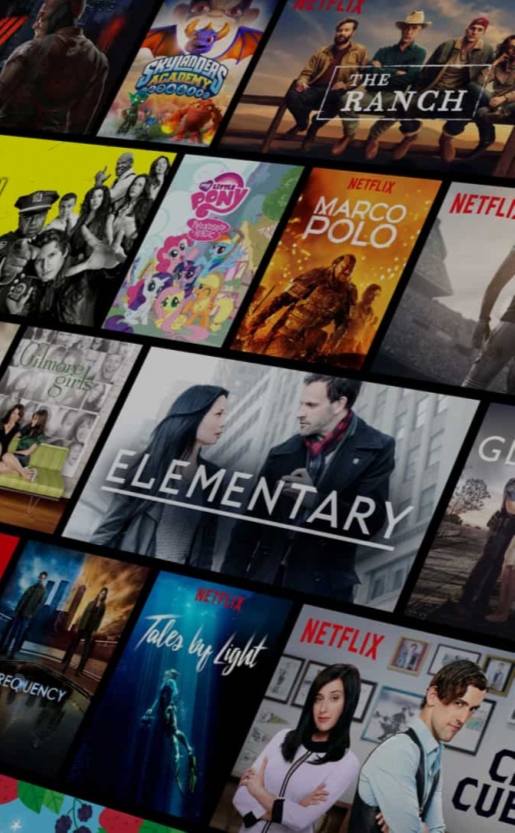 NETFLIX
SKYLANDERS
ACADEMY
THE
RANCH
my Little
PONY
NETFLIX
MARCO
POLO
NETFLIX
Gilmore
girls
ELEMENTARY
NETFLIX
Tales by Light
NETFLIX